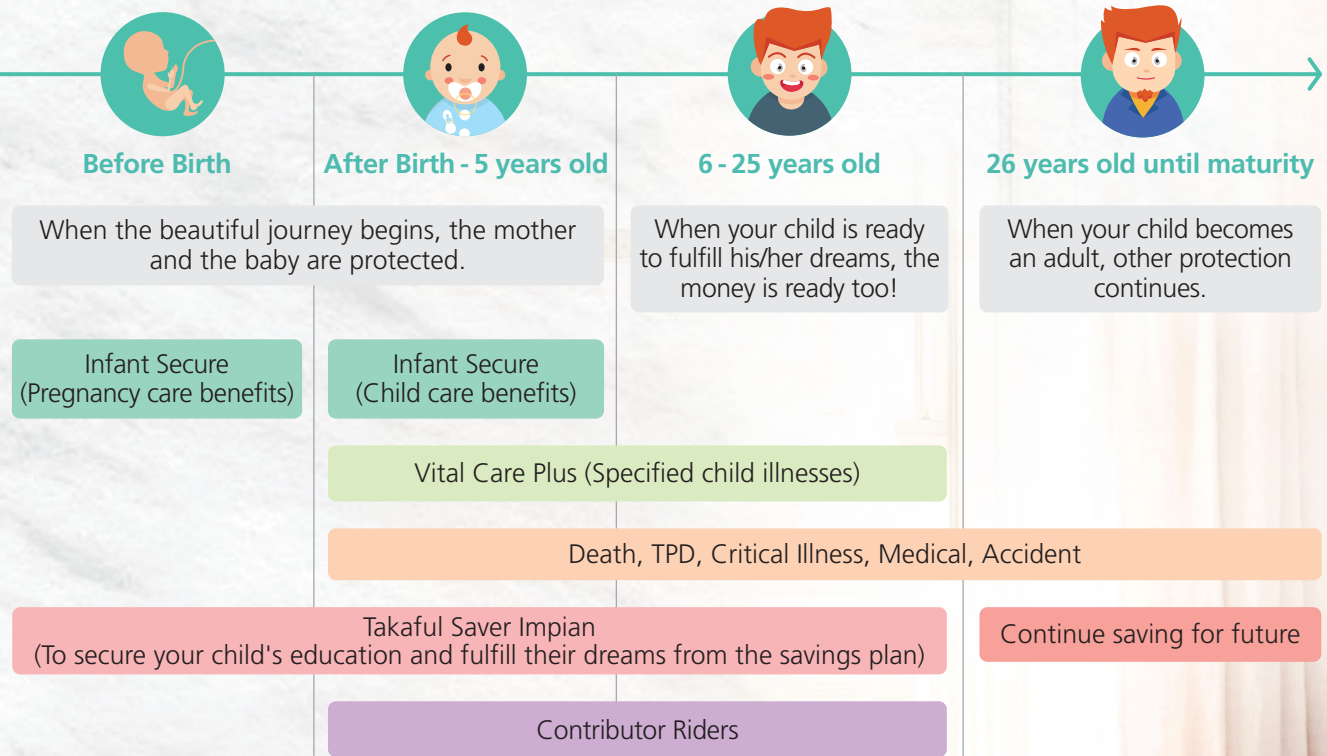 Before Birth
After Birth - 5 years old
6 - 25 years old
26 years old until maturity
When the beautiful journey begins, the mother
and the baby are protected.
When your child is ready
to fulfill his/her dreams, the
money is ready too!
When your child becomes
an adult, other protection
continues.
Infant Secure
(Pregnancy care benefits)
Infant Secure
(Child care benefits)
Vital Care Plus (Specified child illnesses)
Death, TPD, Critical Illness, Medical, Accident
Takaful Saver Impian
(To secure your child's education and fulfill their dreams from the savings plan)
Continue saving for future
Contributor Riders